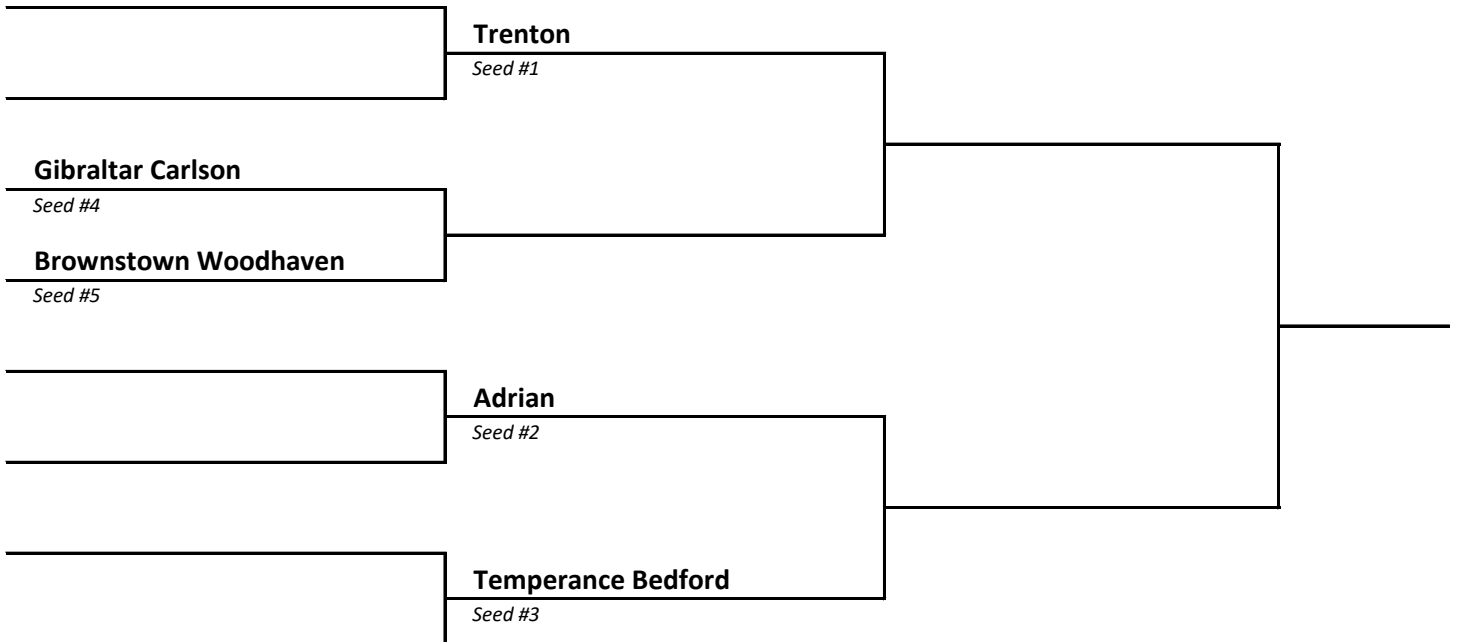 Trenton
Seed #1
Gibraltar Carlson
Seed #4
Brownstown Woodhaven
Seed #5
Adrian
Seed #2
Temperance Bedford
Seed #3